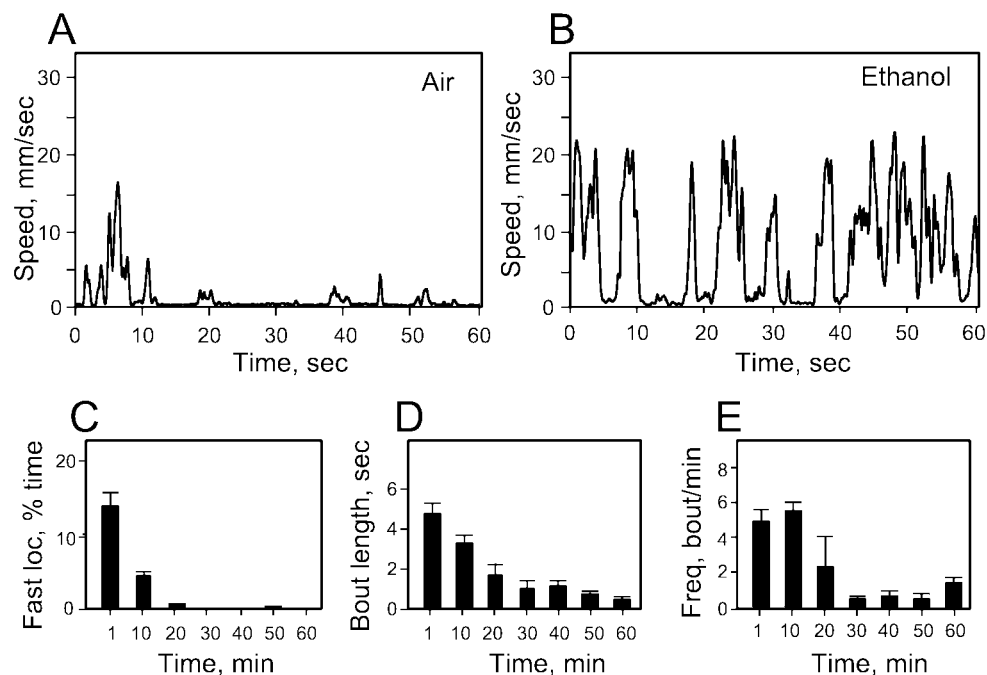 A
Air
30
20
10
0
Speed, mm/sec
0 10 20 30 40 50 60
Time, sec
B
Ethanol
30
20
10
0
Speed, mm/sec
0 10 20 30 40 50 60
Time, sec
C
20
10
0
Fast loc, % time
1 10 20 30 40 50 60
Time, min
D
6
4
2
0
Bout length, sec
1 10 20 30 40 50 60
Time, min
E
8
6
4
2
0
Freq, bout/min
1 10 20 30 40 50 60
Time, min